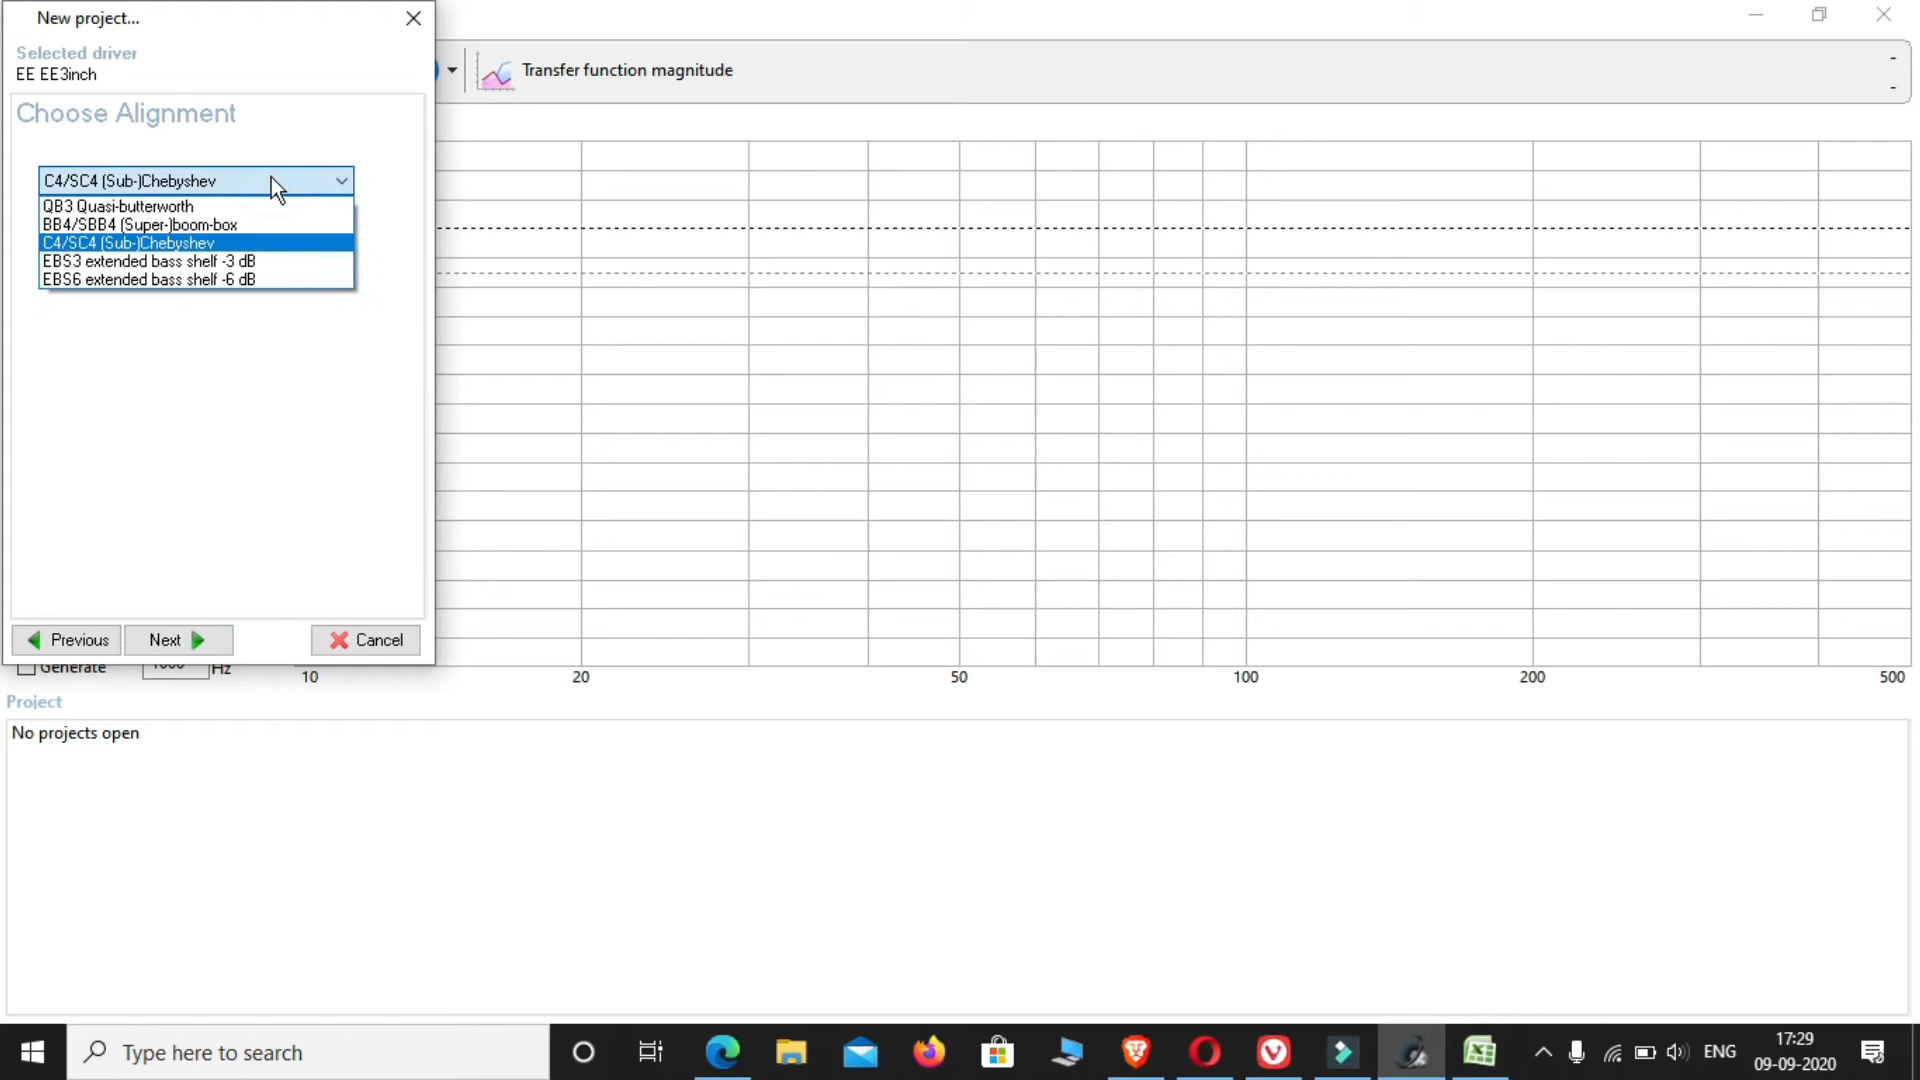 New project...
Selected driver
EE EE3inch
Transfer function magnitude
-
-
Choose Alignment
C4/SC4 (Sub-)Chebyshev
QB3 Quasi-butterworth
BB4/SBB4 (Super-)boom-box
C4/SC4 (Sub-)Chebyshev
EBS3 extended bass shelf -3 dB
EBS6 extended bass shelf -6 dB
Previous
Next
Cancel
Generate
1000
Hz
10
20
50
100
200
500
Project
No projects open
Type here to search
ENG
17:29
09-09-2020